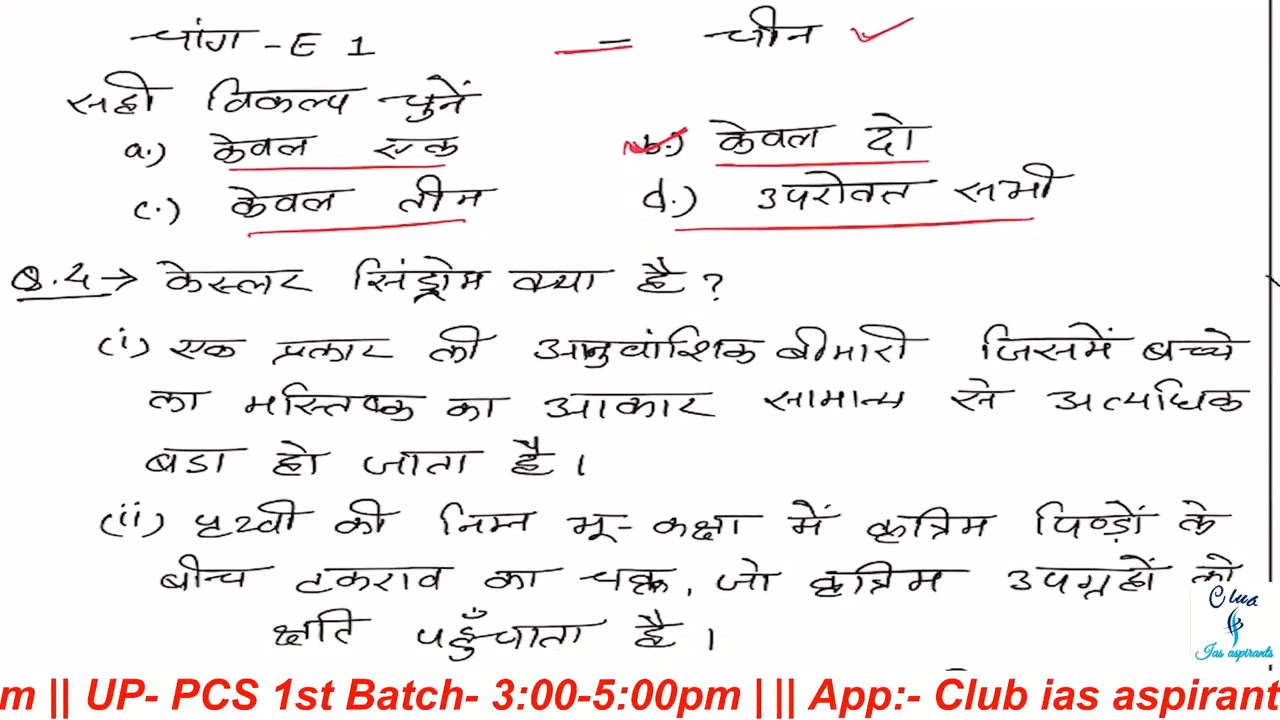 चांग -E 1 — = चीन ✓
सही विकल्प चुनें
a.) केवल एक b.) केवल दो
c.) केवल तीन d.) उपरोक्त सभी
Q.4→ केस्लर सिंड्रोम क्या है?
(i) एक प्रकार की आनुवांशिक बीमारी जिसमें बच्चे
का मस्तिष्क का आकार सामान्य से अत्यधिक
बडा हो जाता है।
(ii) पृथ्वी की निम्न भू-कक्षा में कृत्रिम पिण्ड़ों के
बीच टकराव का चक्र, जो कृत्रिम उपग्रहों को
क्षति पहुँचाता है।
Club
Ias aspirants
m || UP- PCS 1st Batch- 3:00-5:00pm | || App:- Club ias aspirant